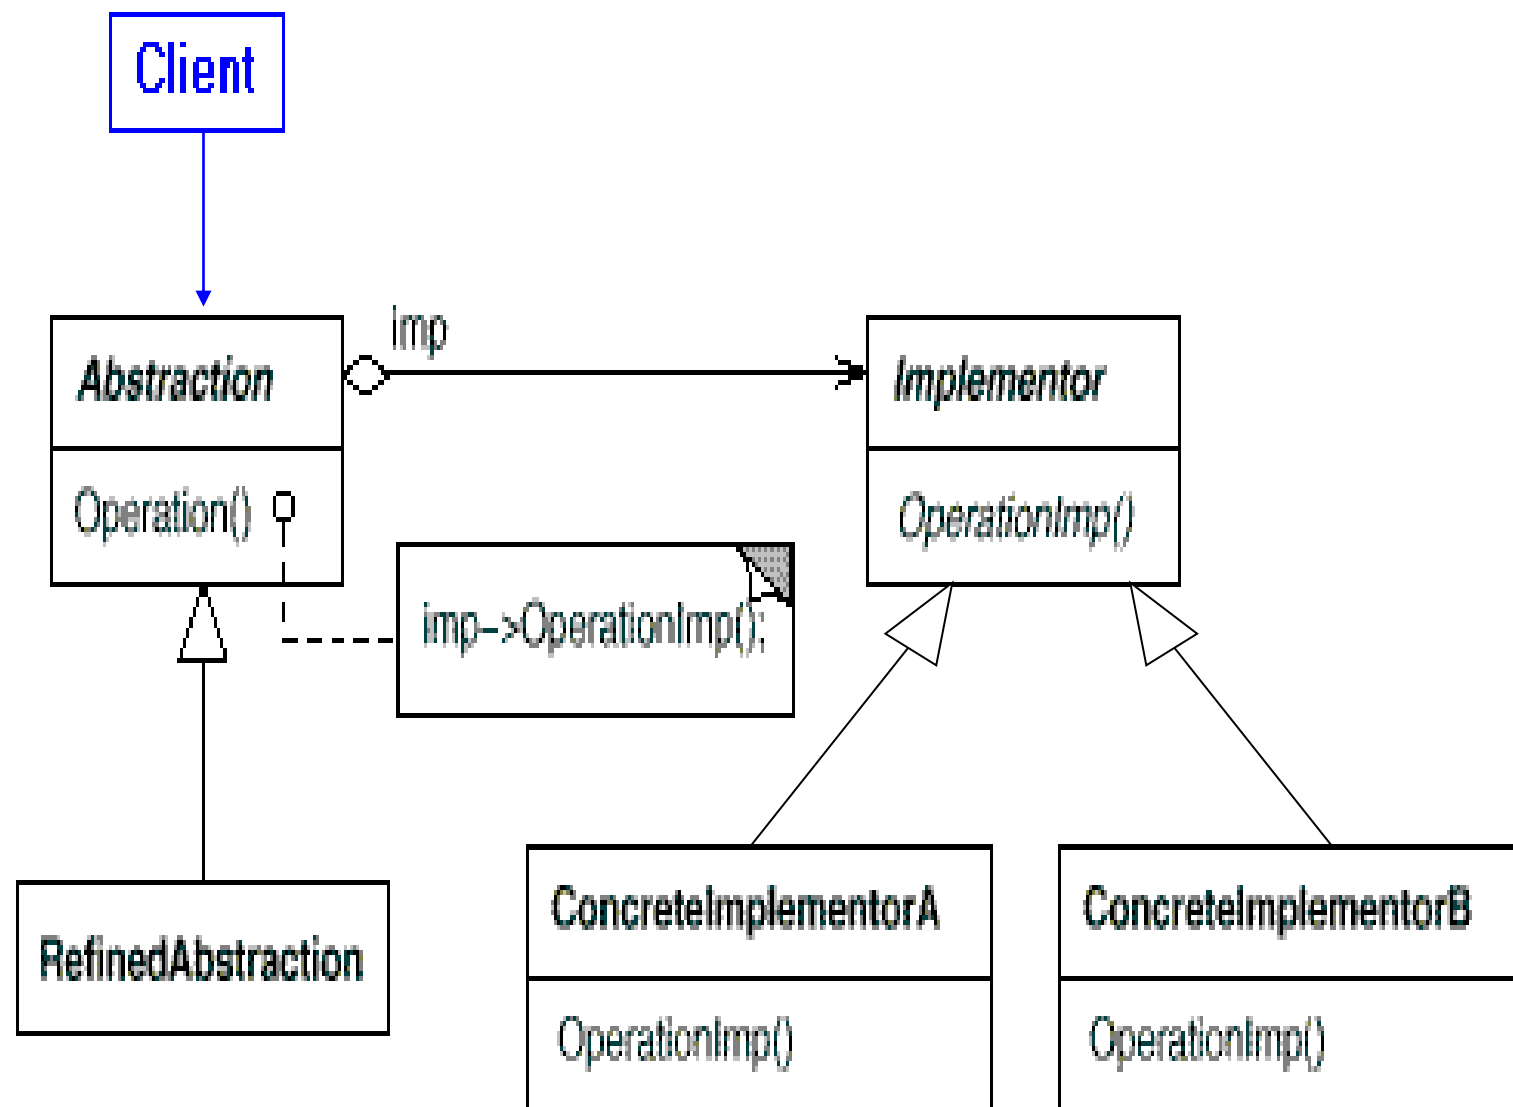 Client
imp
Abstraction
Implementor
Operation()
OperationImp()
imp->OperationImp();
RefinedAbstraction
ConcreteImplementorA
ConcreteImplementorB
OperationImp()
OperationImp()